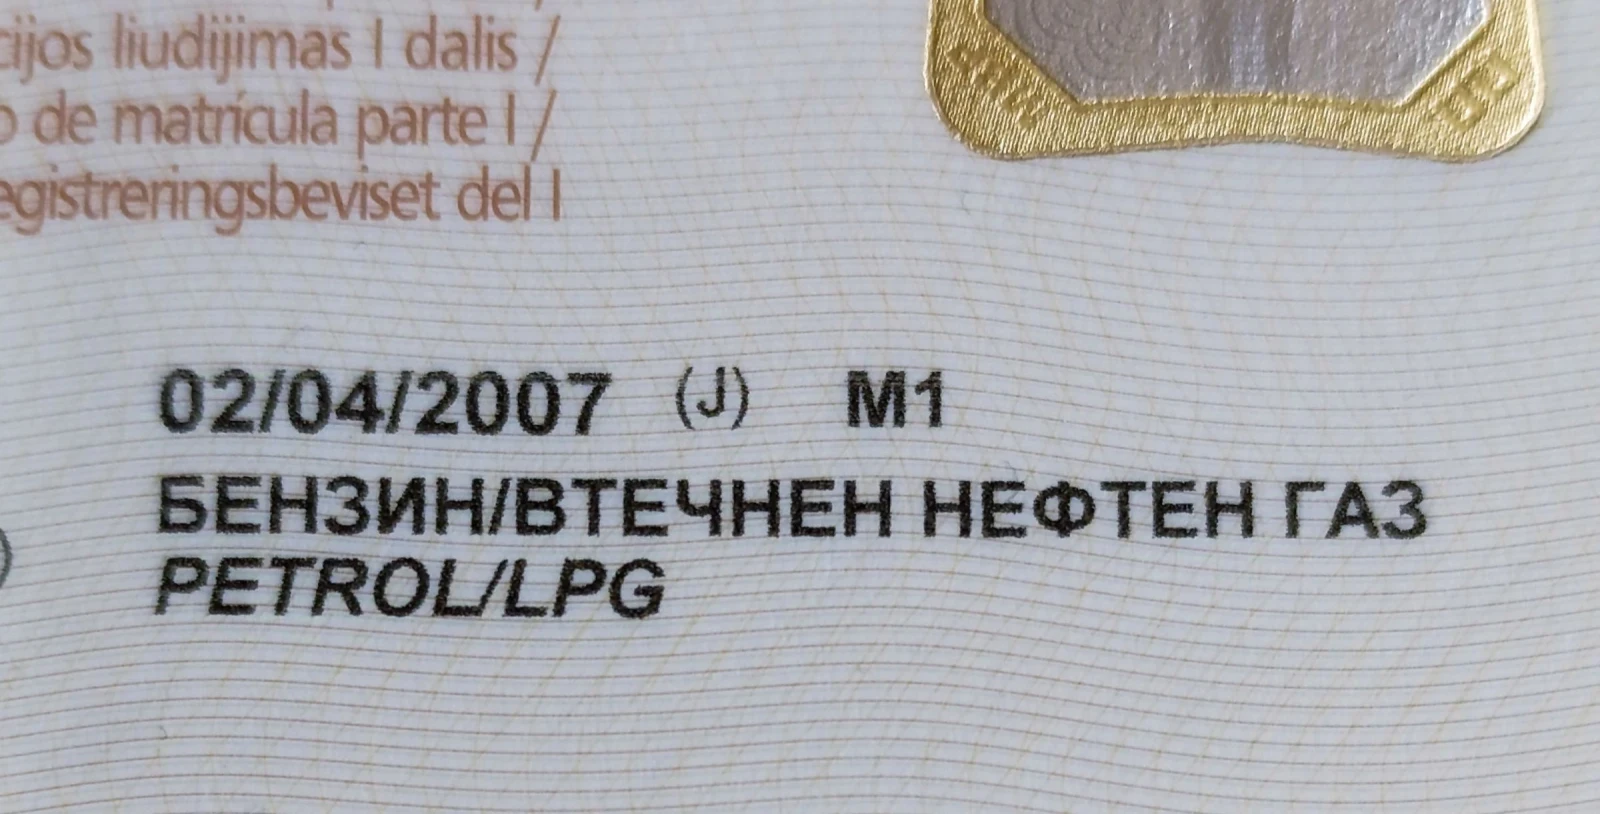 cijos liudijimas I dalis /
o de matrícula parte I /
egistreringsbeviset del I
02/04/2007 (J) M1
БЕНЗИН/ВТЕЧНЕН НЕФТЕН ГАЗ
PETROL/LPG